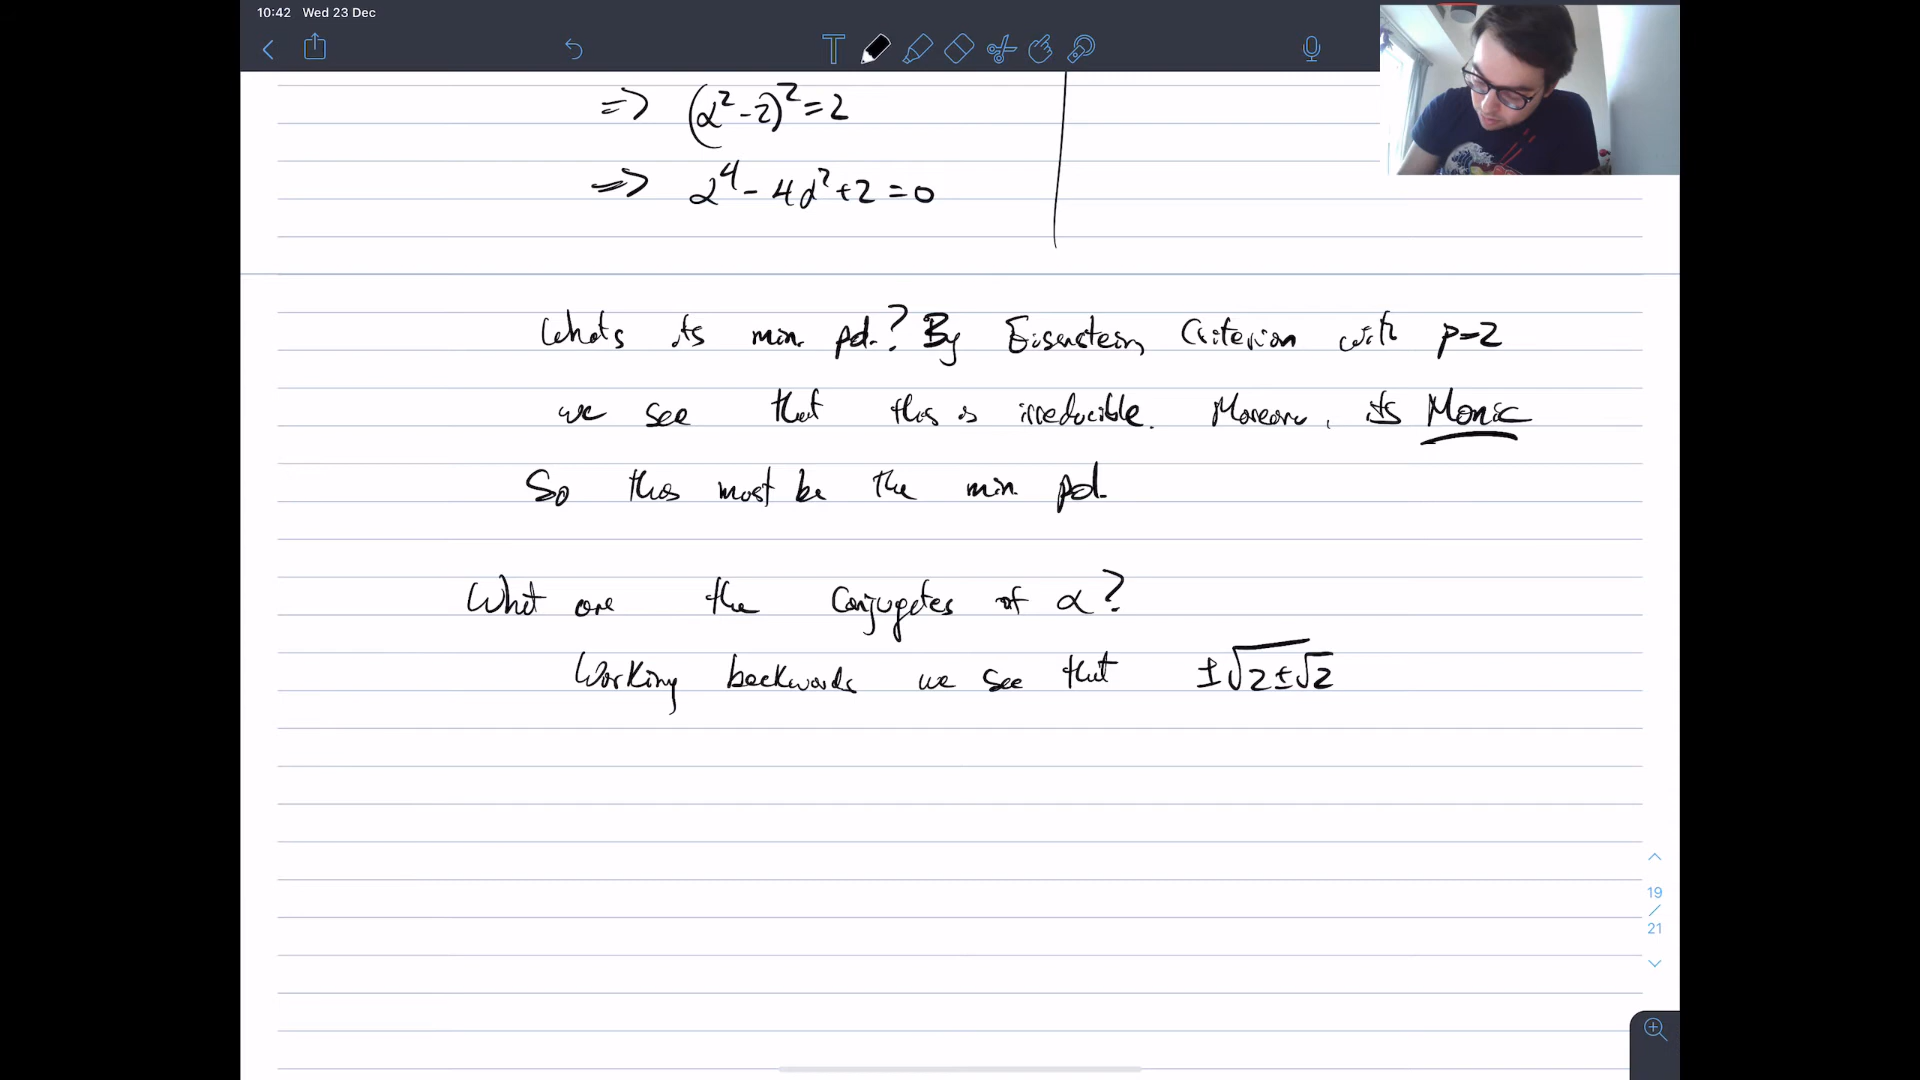 10:42 Wed 23 Dec
=> (α²-2)²=2
=> α⁴-4α²+2=0
Whats its min. pol.? By Eisenstein Criterion with p=2
we see that this is irreducible. Moreover, its Monic
So this must be the min. pol.
What are the Conjugates of α?
Working backwards we see that ±√(2±√2)
19
/
21